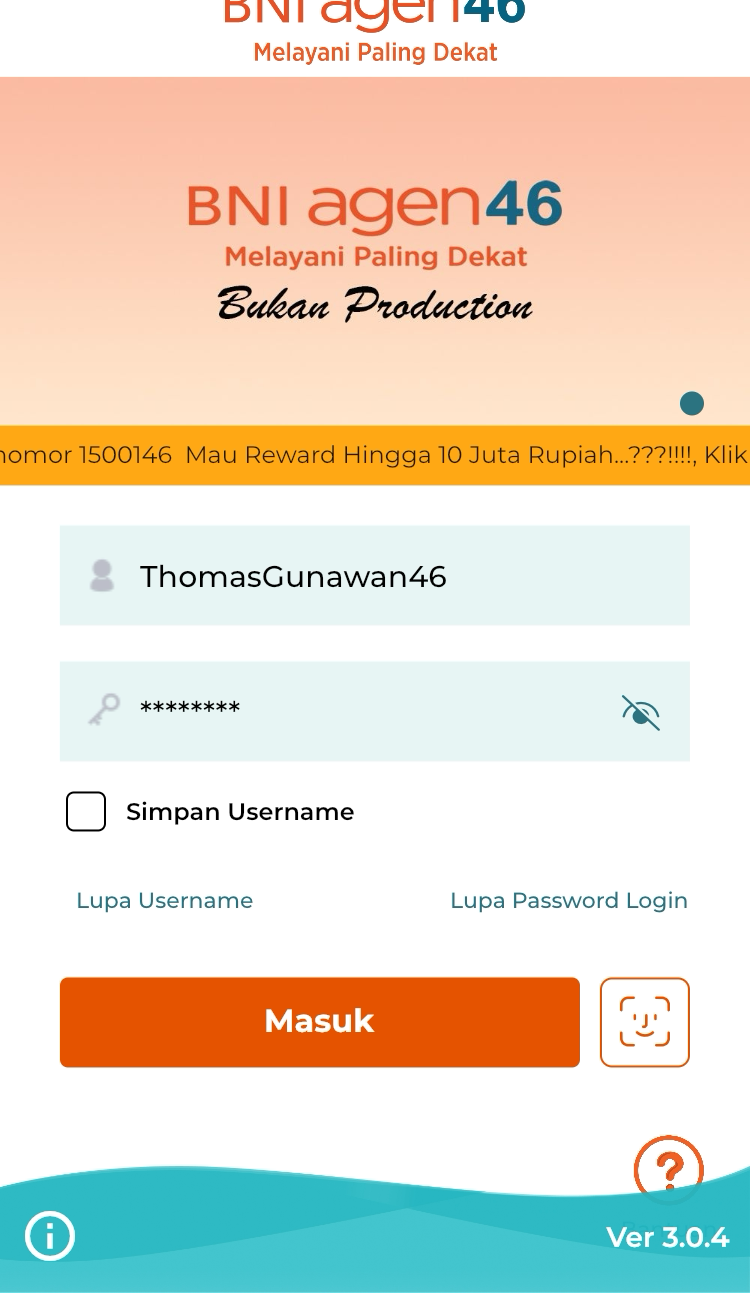 BNI agen46
Melayani Paling Dekat
BNI agen46
Melayani Paling Dekat
Bukan Production
nomor 1500146 Mau Reward Hingga 10 Juta Rupiah...???!!!!, Klik
ThomasGunawan46
********
Simpan Username
Lupa Username Lupa Password Login
Masuk
?
i
Ver 3.0.4